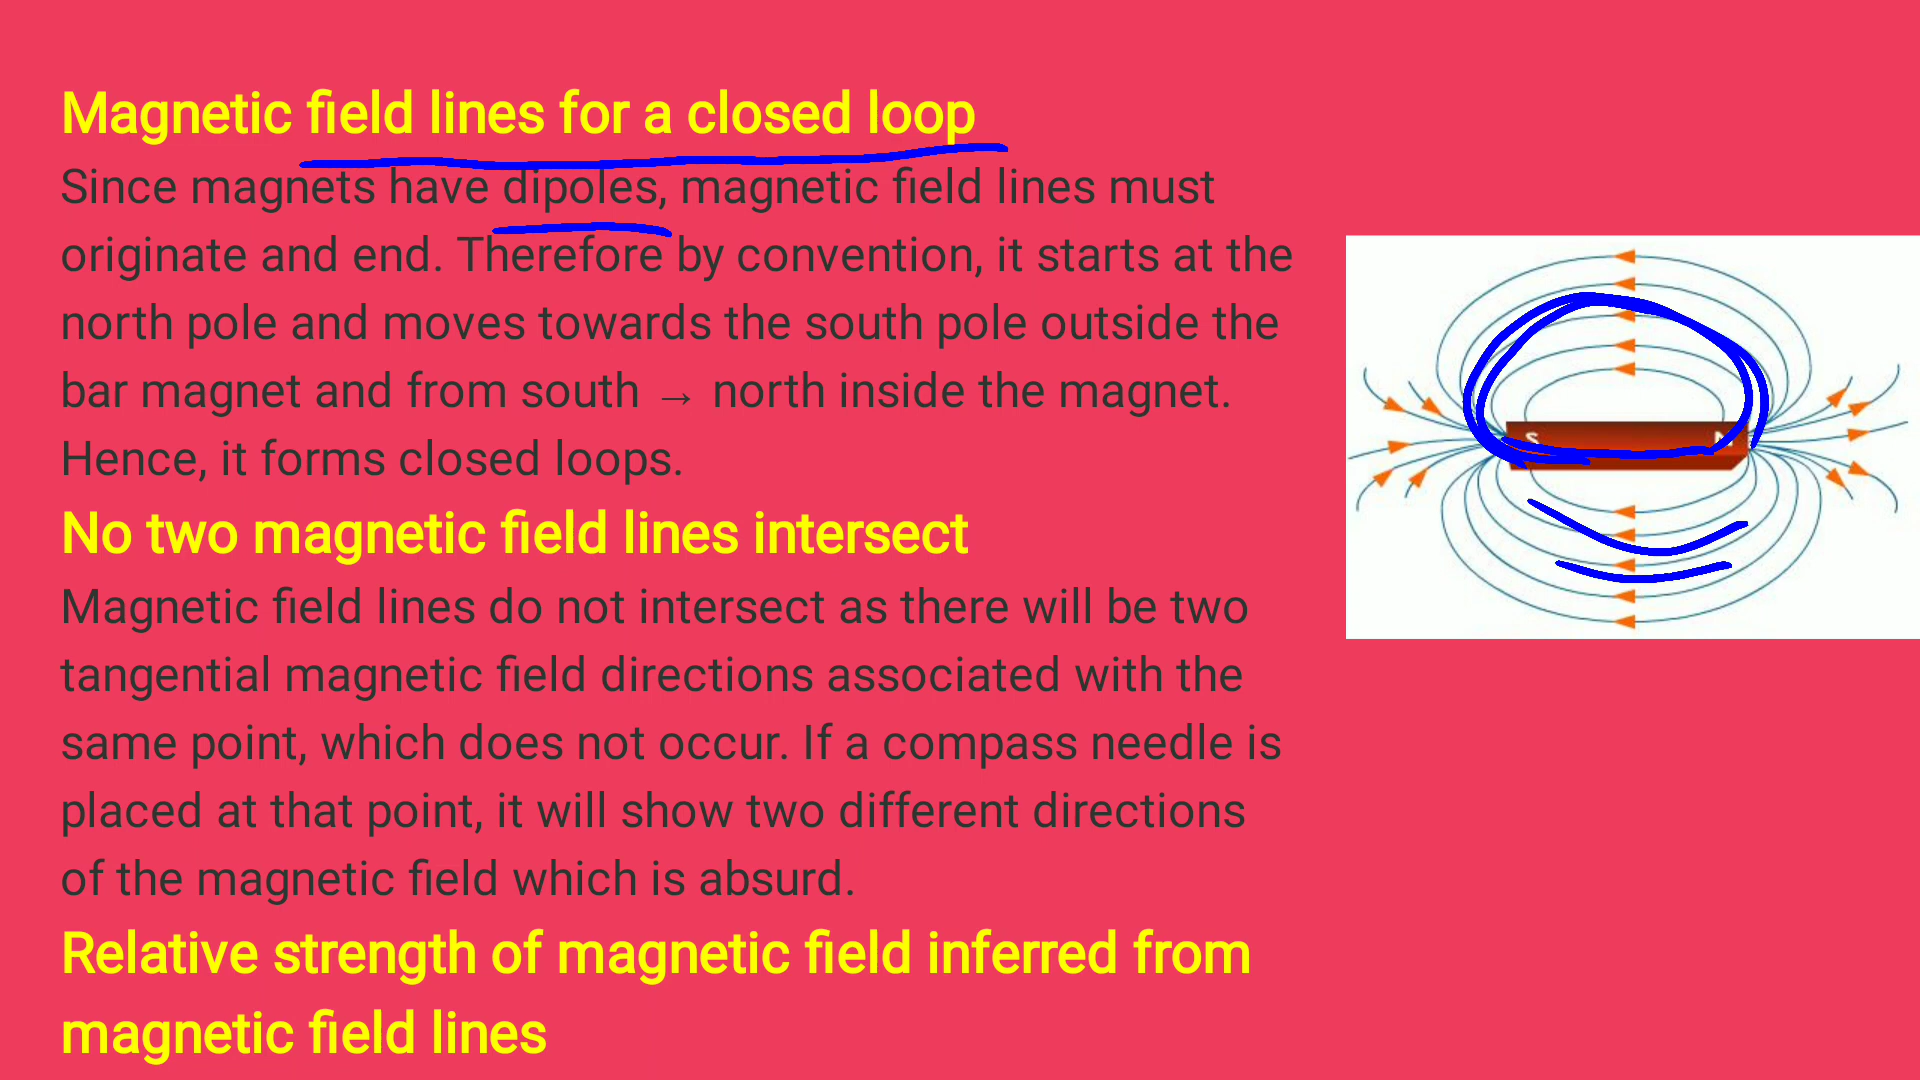 Magnetic field lines for a closed loop
Since magnets have dipoles, magnetic field lines must
originate and end. Therefore by convention, it starts at the
north pole and moves towards the south pole outside the
bar magnet and from south → north inside the magnet.
Hence, it forms closed loops.
No two magnetic field lines intersect
Magnetic field lines do not intersect as there will be two
tangential magnetic field directions associated with the
same point, which does not occur. If a compass needle is
placed at that point, it will show two different directions
of the magnetic field which is absurd.
Relative strength of magnetic field inferred from
magnetic field lines
S N